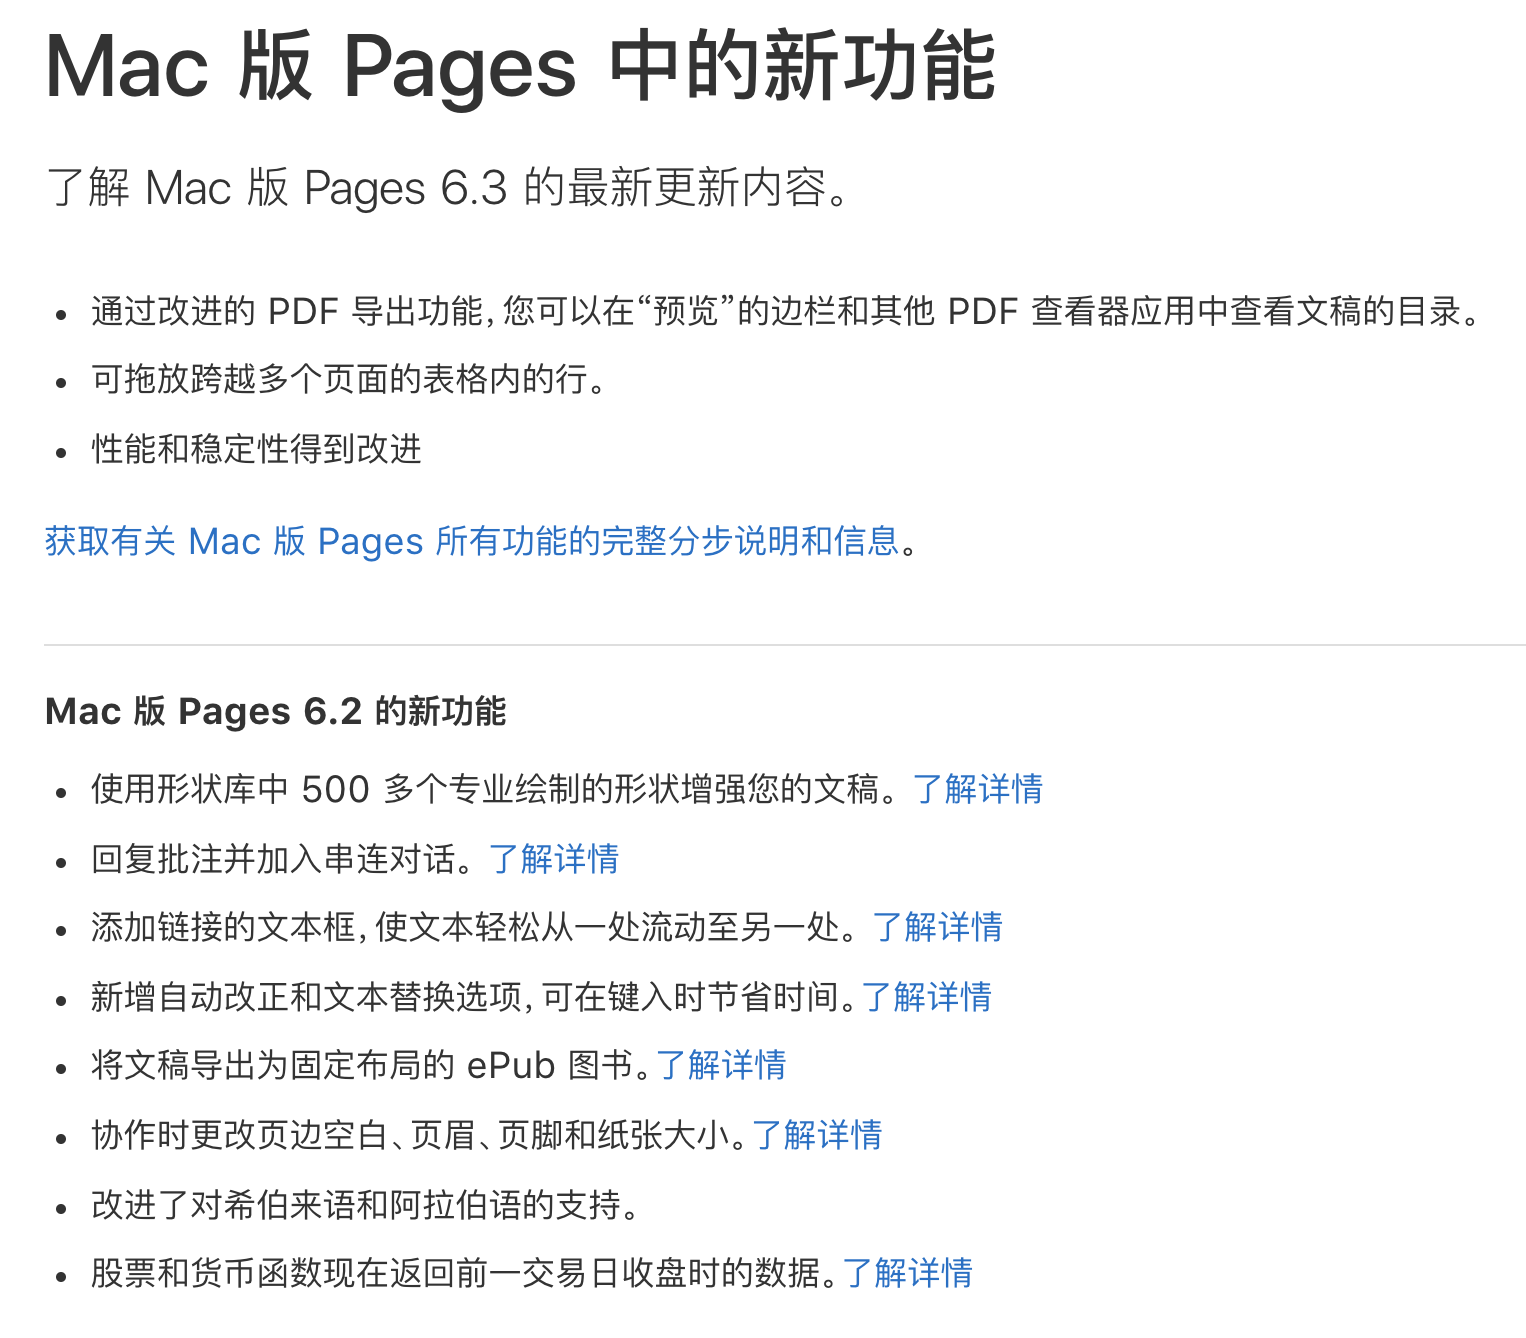 Mac 版 Pages 中的新功能
了解 Mac 版 Pages 6.3 的最新更新内容。
• 通过改进的 PDF 导出功能，您可以在“预览”的边栏和其他 PDF 查看器应用中查看文稿的目录。
• 可拖放跨越多个页面的表格内的行。
• 性能和稳定性得到改进
获取有关 Mac 版 Pages 所有功能的完整分步说明和信息。
Mac 版 Pages 6.2 的新功能
• 使用形状库中 500 多个专业绘制的形状增强您的文稿。了解详情
• 回复批注并加入串连对话。了解详情
• 添加链接的文本框，使文本轻松从一处流动至另一处。了解详情
• 新增自动改正和文本替换选项，可在键入时节省时间。了解详情
• 将文稿导出为固定布局的 ePub 图书。了解详情
• 协作时更改页边空白、页眉、页脚和纸张大小。了解详情
• 改进了对希伯来语和阿拉伯语的支持。
• 股票和货币函数现在返回前一交易日收盘时的数据。了解详情